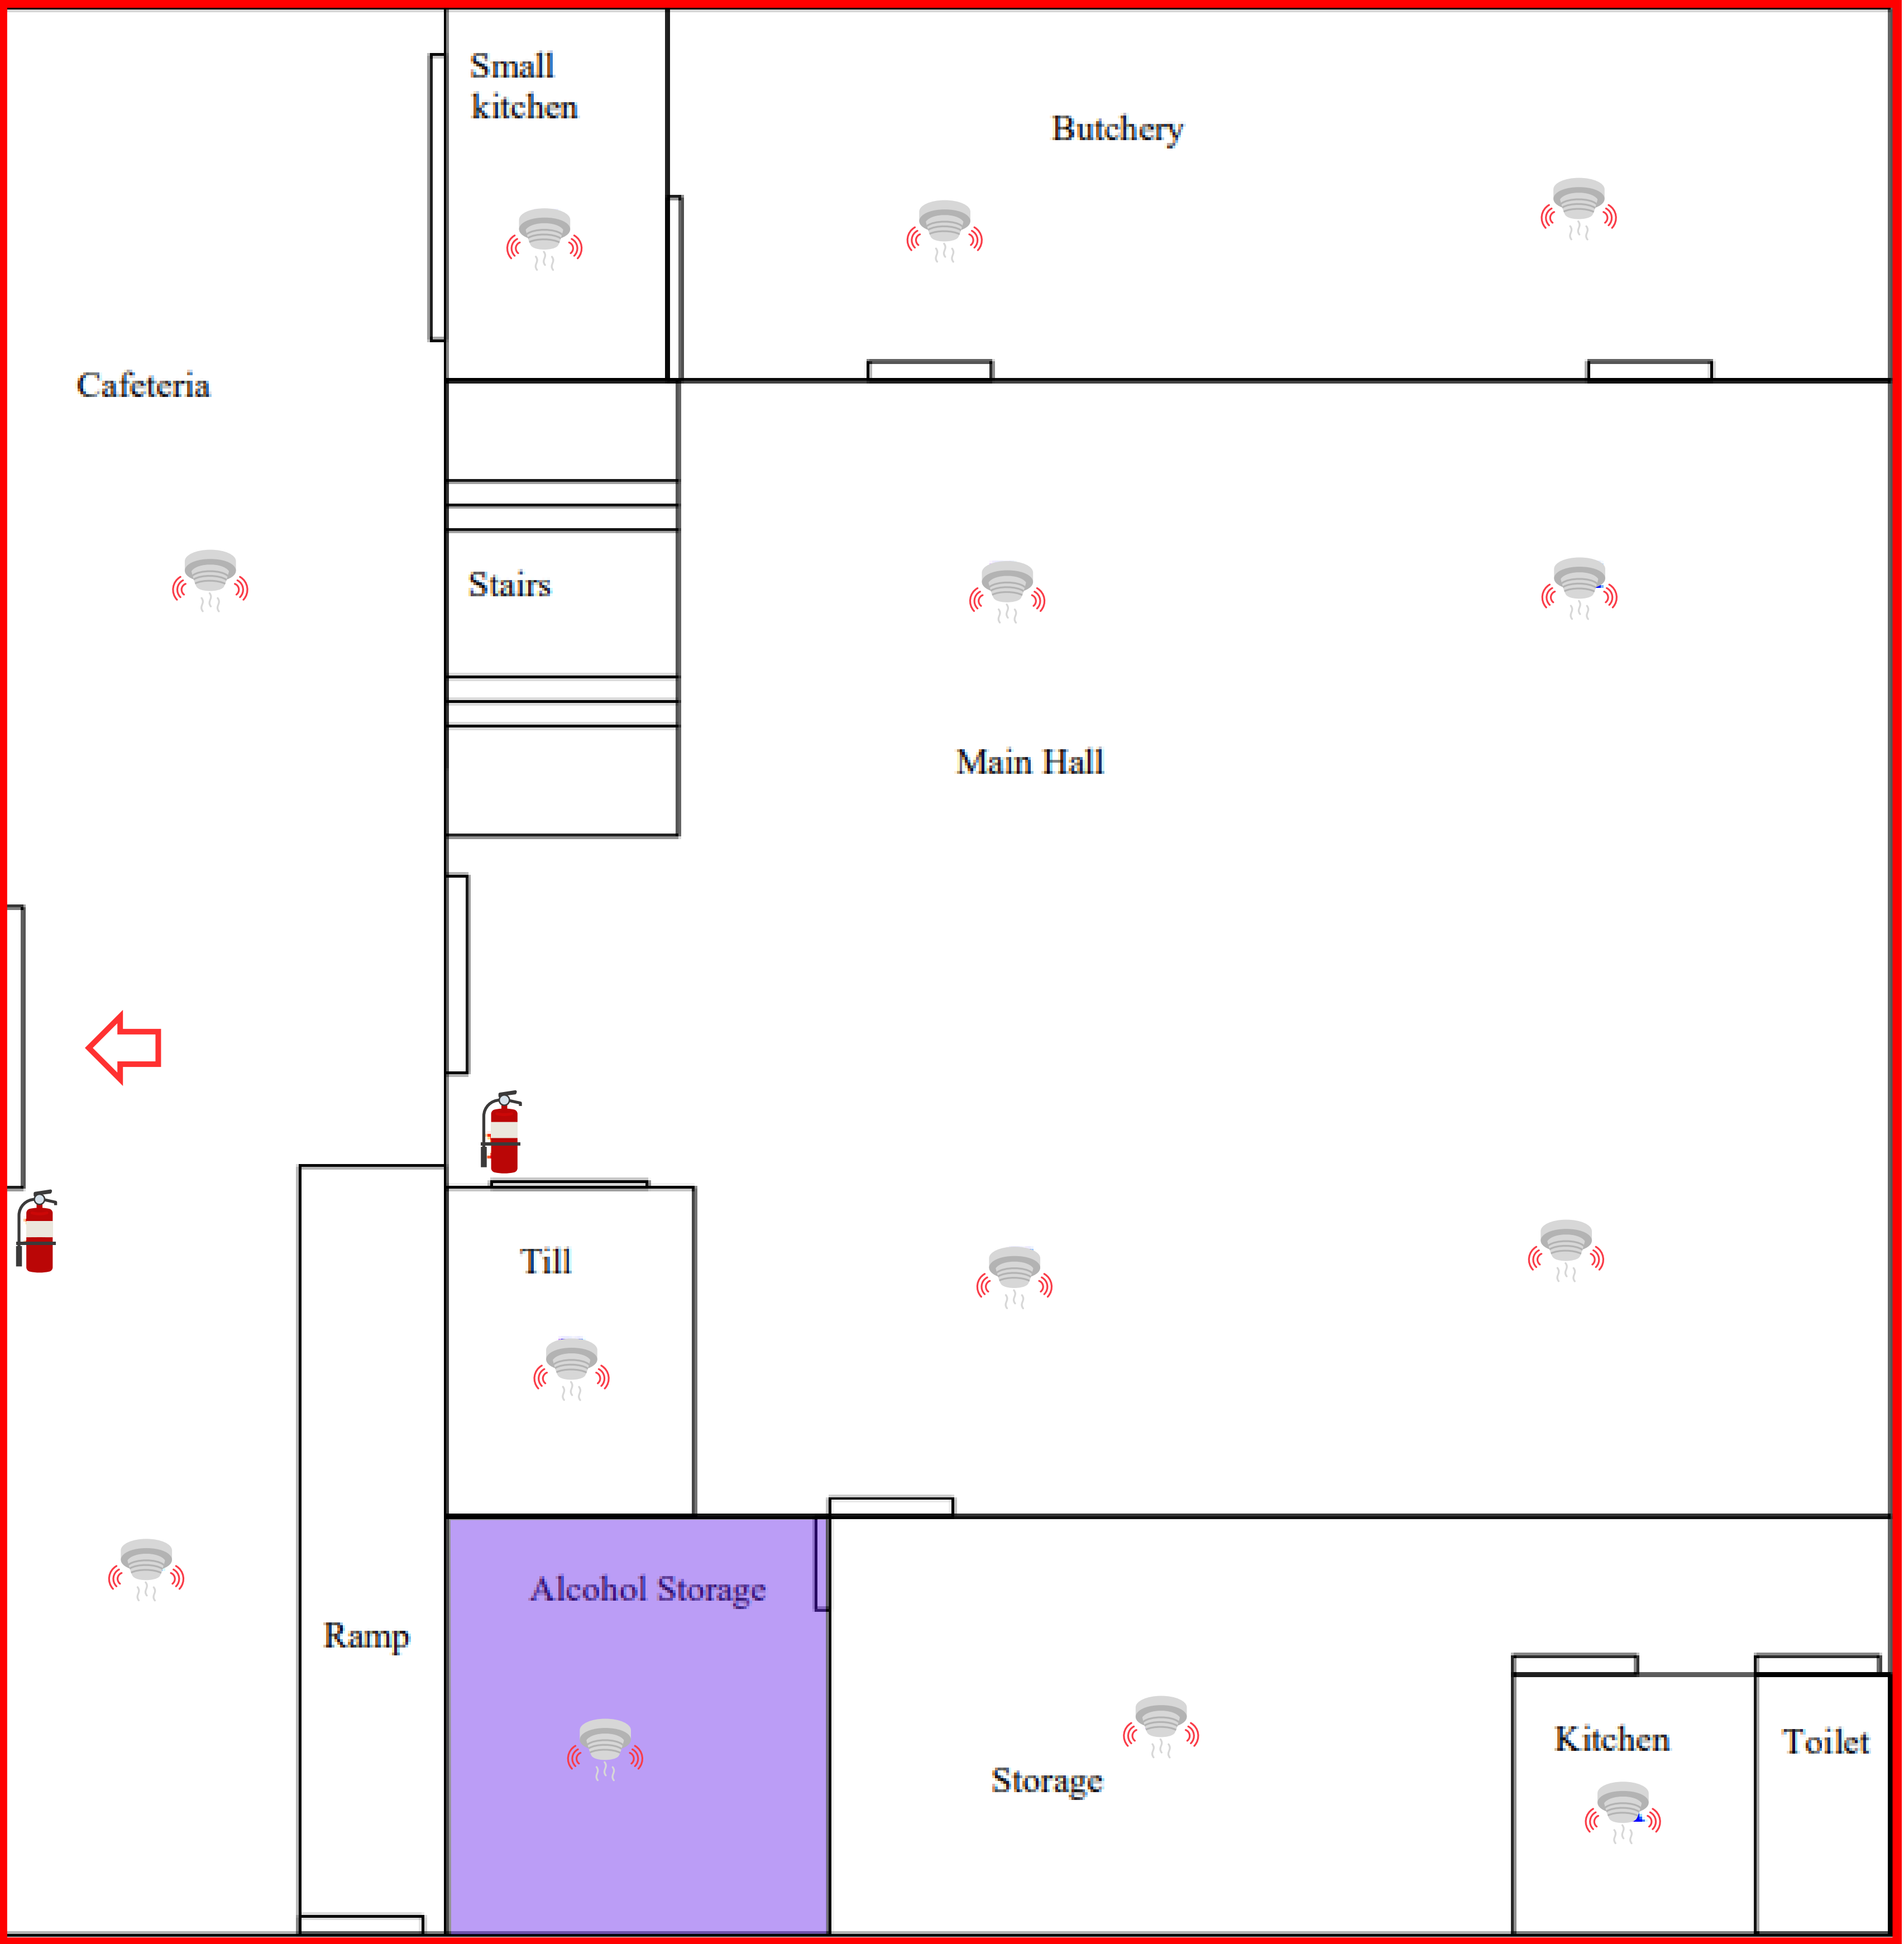 Small
kitchen
Butchery
Cafeteria
Stairs
Main Hall
Till
Alcohol Storage
Ramp
Kitchen
Toilet
Storage